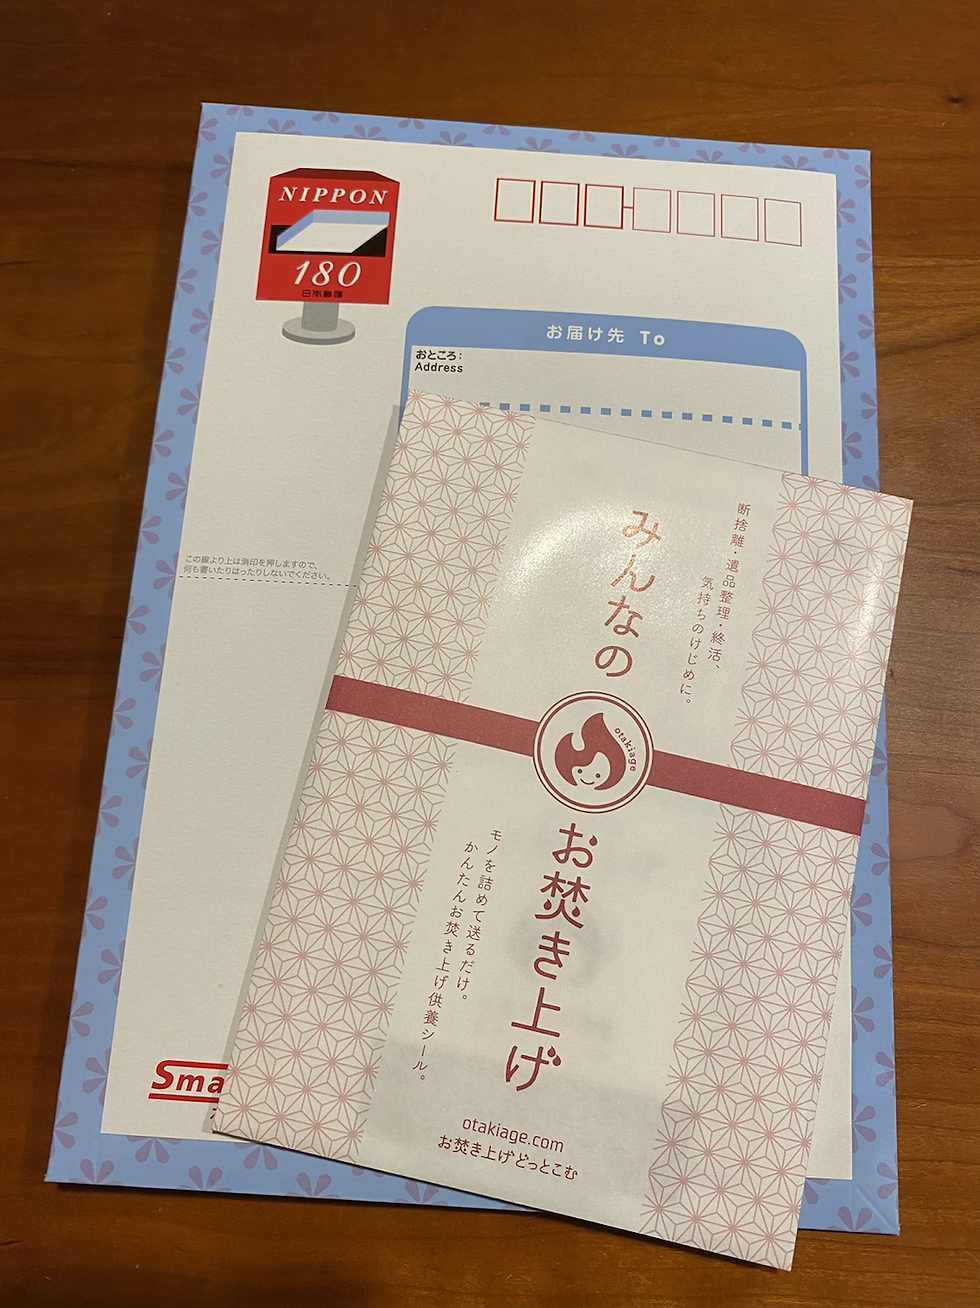 NIPPON
180
日本郵便
お届け先 To
おところ:
Address
この線より上は消印を押しますので、
何も書いたりはったりしないでください。
断捨離・遺品整理・終活、
気持ちのけじめに。
みんなの
otakiage
お焚き上げ
モノを詰めて送るだけ。
かんたんお焚き上げ供養シール。
otakiage.com
お焚き上げどっとこむ
Sma